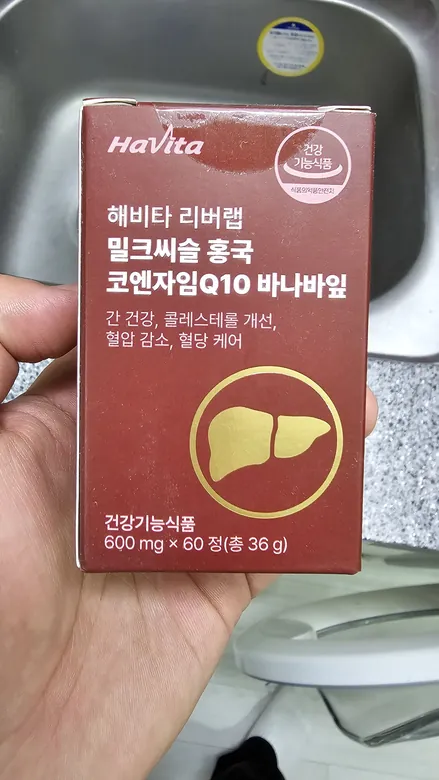 HaVita
건강
기능식품
식품의약품안전처
해비타 리버랩
밀크씨슬 홍국
코엔자임Q10 바나바잎
간 건강, 콜레스테롤 개선,
혈압 감소, 혈당 케어
건강기능식품
600 mg × 60 정(총 36 g)